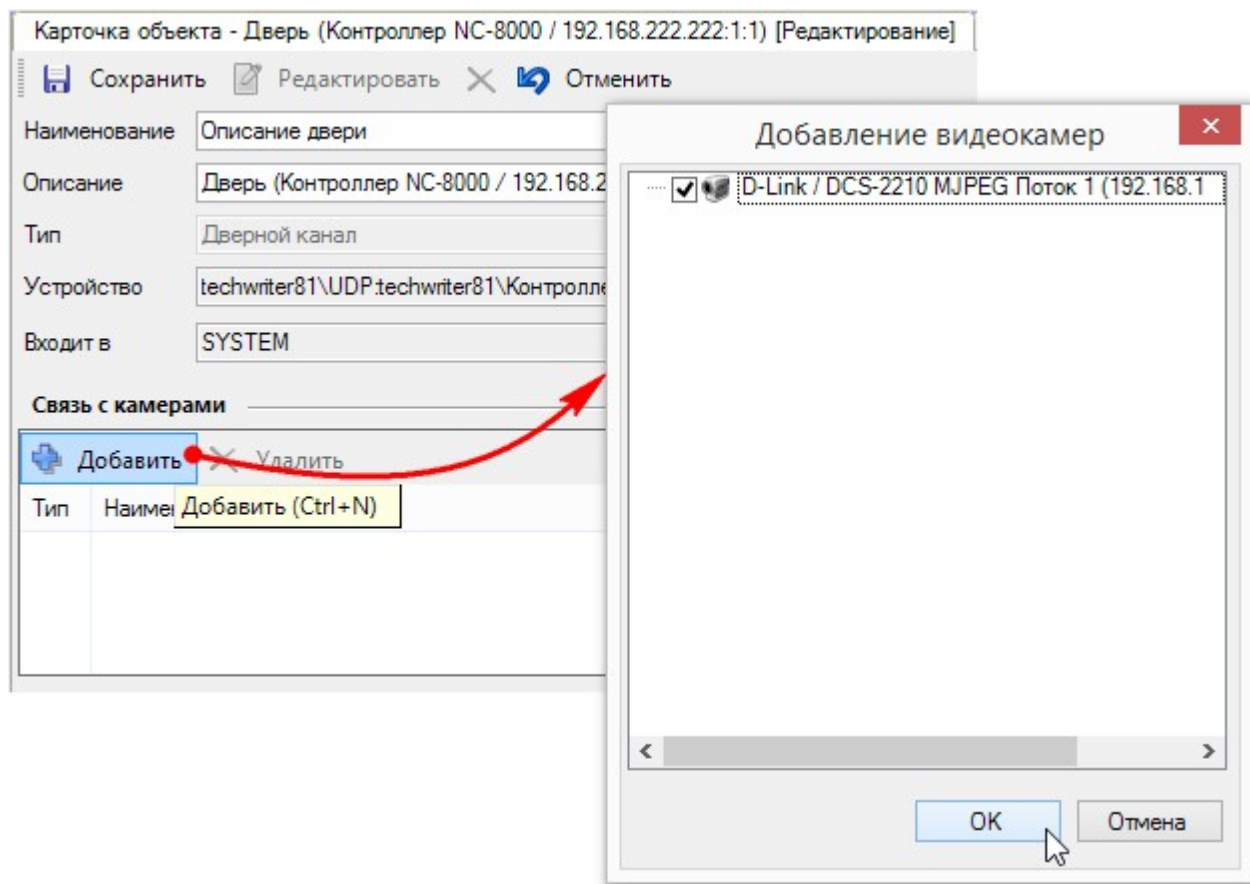 Карточка объекта - Дверь (Контроллер NC-8000 / 192.168.222.222:1:1) [Редактирование]
Сохранить Редактировать Отменить
Наименование Описание двери
Описание Дверь (Контроллер NC-8000 / 192.168.2
Тип Дверной канал
Устройство techwriter81\UDP:techwriter81\Контролле
Входит в SYSTEM
Связь с камерами
Добавить Удалить
Тип Наимен
Добавить (Ctrl+N)
Добавление видеокамер
D-Link / DCS-2210 MJPEG Поток 1 (192.168.1
OK Отмена